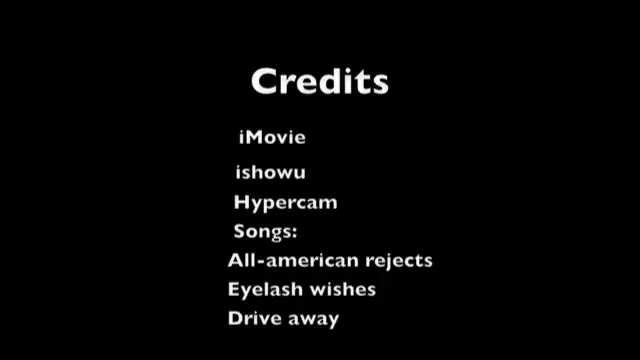 Credits
iMovie
ishowu
Hypercam
Songs:
All-american rejects
Eyelash wishes
Drive away